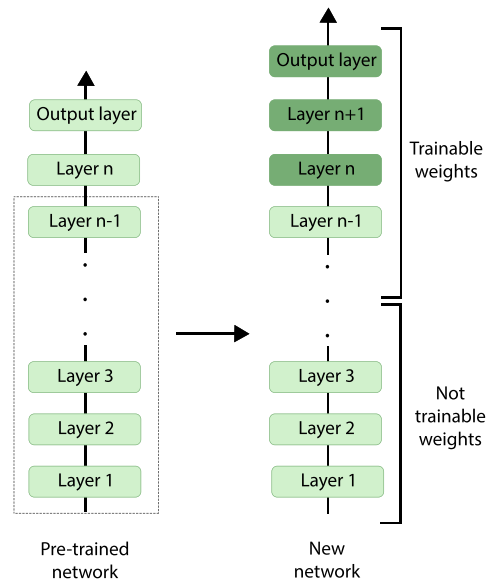 Output layer
Layer n
Layer n-1
.
.
.
Layer 3
Layer 2
Layer 1
Pre-trained
network
Output layer
Layer n+1
Layer n
Layer n-1
.
.
.
Layer 3
Layer 2
Layer 1
New
network
Trainable
weights
Not
trainable
weights